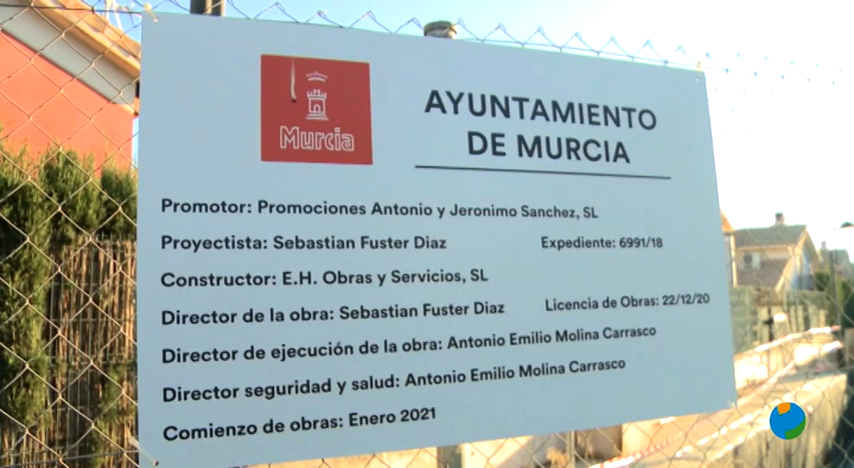 Murcia
AYUNTAMIENTO
DE MURCIA
Promotor: Promociones Antonio y Jeronimo Sanchez, SL
Proyectista: Sebastian Fuster Diaz Expediente: 6991/18
Constructor: E.H. Obras y Servicios, SL
Director de la obra: Sebastian Fuster Diaz Licencia de Obras: 22/12/20
Director de ejecución de la obra: Antonio Emilio Molina Carrasco
Director seguridad y salud: Antonio Emilio Molina Carrasco
Comienzo de obras: Enero 2021